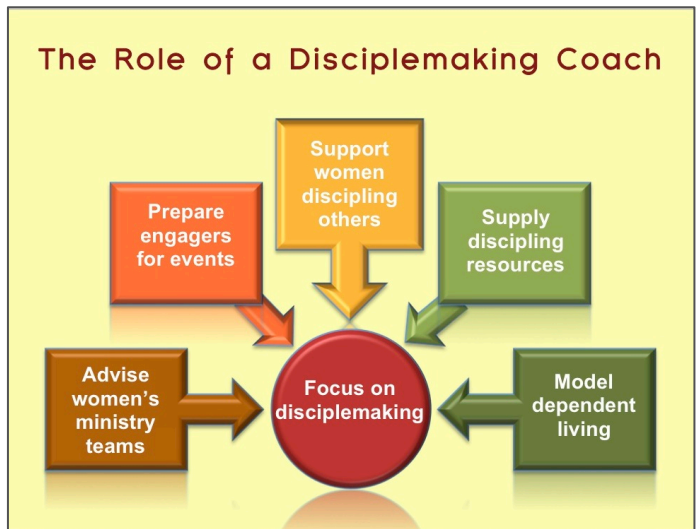 The Role of a Disciplemaking Coach
Support
women
discipling
others
Prepare
engagers
for events
Supply
discipling
resources
Advise
women's
ministry
teams
Focus on
disciplemaking
Model
dependent
living